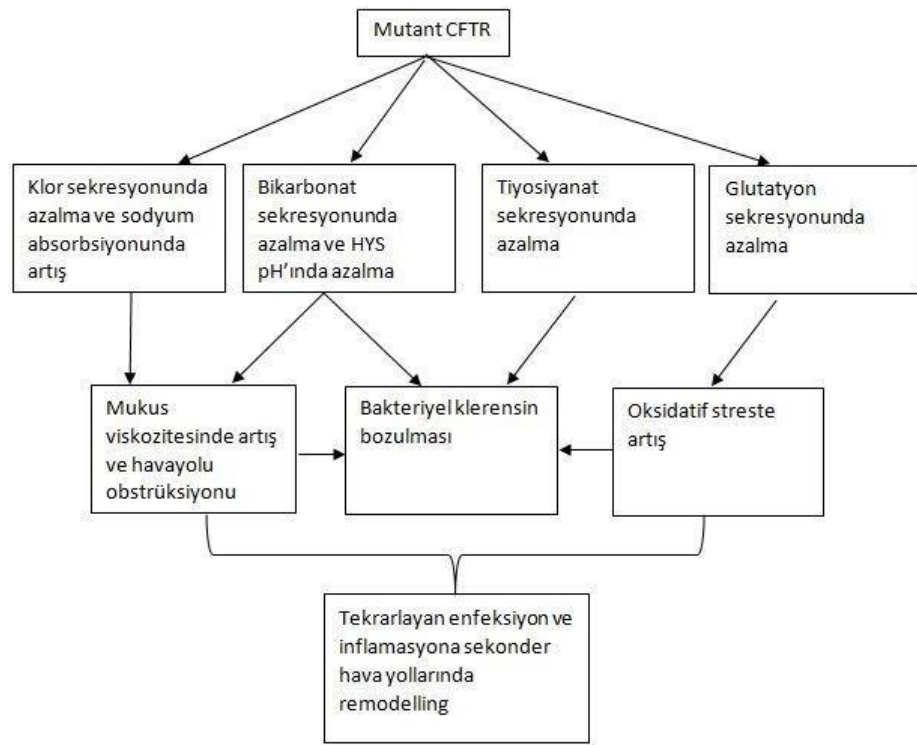 Mutant CFTR
Klor sekresyonunda
azalma ve sodyum
absorbsiyonunda
artış
Bikarbonat
sekresyonunda
azalma ve HYS
pH'ında azalma
Tiyosiyanat
sekresyonunda
azalma
Glutatyon
sekresyonunda
azalma
Mukus
viskozitesinde artış
ve havayolu
obstrüksiyonu
Bakteriyel klerensin
bozulması
Oksidatif streste
artış
Tekrarlayan enfeksiyon ve
inflamasyona sekonder
hava yollarında
remodelling